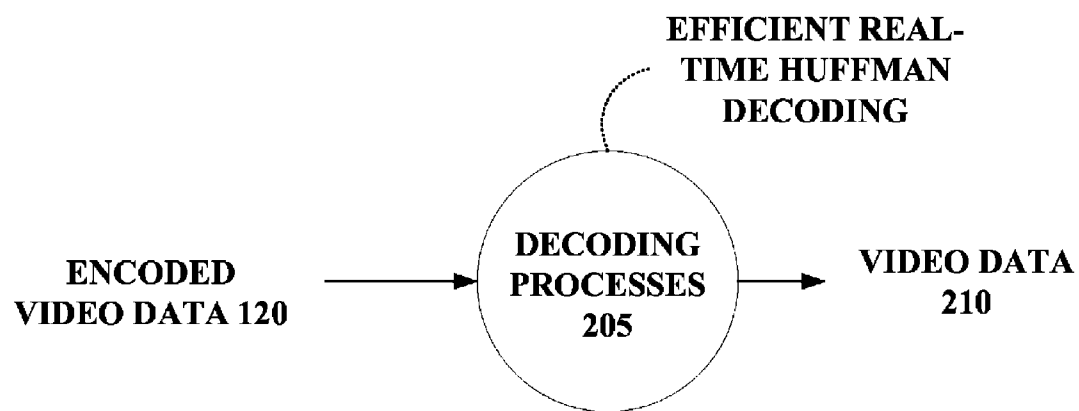 EFFICIENT REAL-
TIME HUFFMAN
DECODING
ENCODED
VIDEO DATA 120
DECODING
PROCESSES
205
VIDEO DATA
210